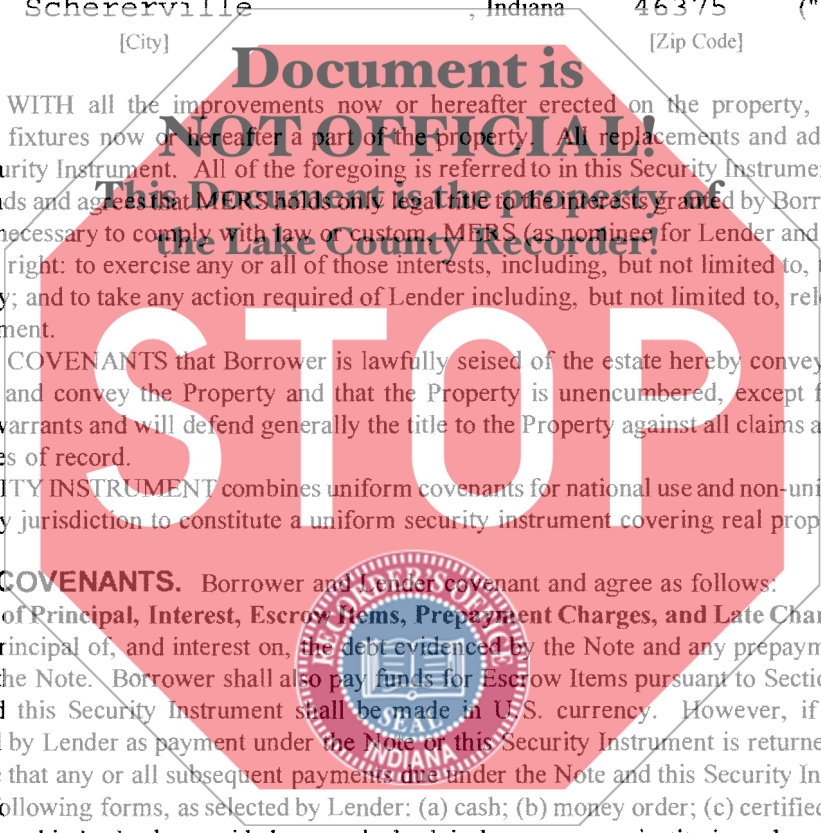 Schererville , Indiana 46375 ("
[City] [Zip Code]
Document is
WITH all the improvements now or hereafter erected on the property,
NOT OFFICIAL!
fixtures now or hereafter a part of the property. All replacements and ad
urity Instrument. All of the foregoing is referred to in this Security Instrume
This Document is the property of
ds and agrees that MERS holds only legal title to the interests granted by Borr
the Lake County Recorder!
necessary to comply with law or custom, MERS (as nominee for Lender and
right: to exercise any or all of those interests, including, but not limited to,
y; and to take any action required of Lender including, but not limited to, rel
ment.
COVENANTS that Borrower is lawfully seised of the estate hereby convey
and convey the Property and that the Property is unencumbered, except f
warrants and will defend generally the title to the Property against all claims a
es of record.
STOP
ITY INSTRUMENT combines uniform covenants for national use and non-uni
y jurisdiction to constitute a uniform security instrument covering real prop
COVENANTS. Borrower and Lender covenant and agree as follows:
of Principal, Interest, Escrow Items, Prepayment Charges, and Late Char
rincipal of, and interest on, the debt evidenced by the Note and any prepaym
he Note. Borrower shall also pay funds for Escrow Items pursuant to Secti
d this Security Instrument shall be made in U.S. currency. However, if
l by Lender as payment under the Note or this Security Instrument is returne
e that any or all subsequent payments due under the Note and this Security In
ollowing forms, as selected by Lender: (a) cash; (b) money order; (c) certified
RECORDER'S OFFICE
SEAL
INDIANA